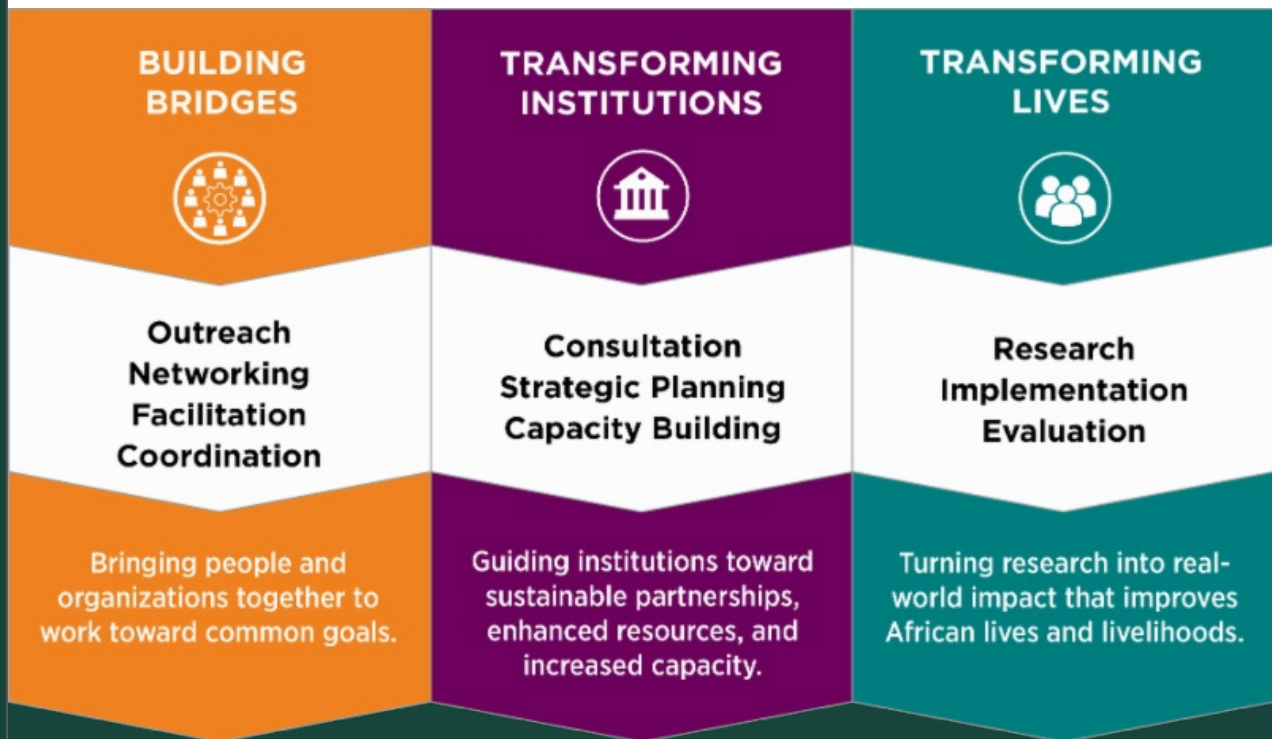 BUILDING
BRIDGES
Outreach
Networking
Facilitation
Coordination
Bringing people and
organizations together to
work toward common goals.
TRANSFORMING
INSTITUTIONS
Consultation
Strategic Planning
Capacity Building
Guiding institutions toward
sustainable partnerships,
enhanced resources, and
increased capacity.
TRANSFORMING
LIVES
Research
Implementation
Evaluation
Turning research into real-
world impact that improves
African lives and livelihoods.